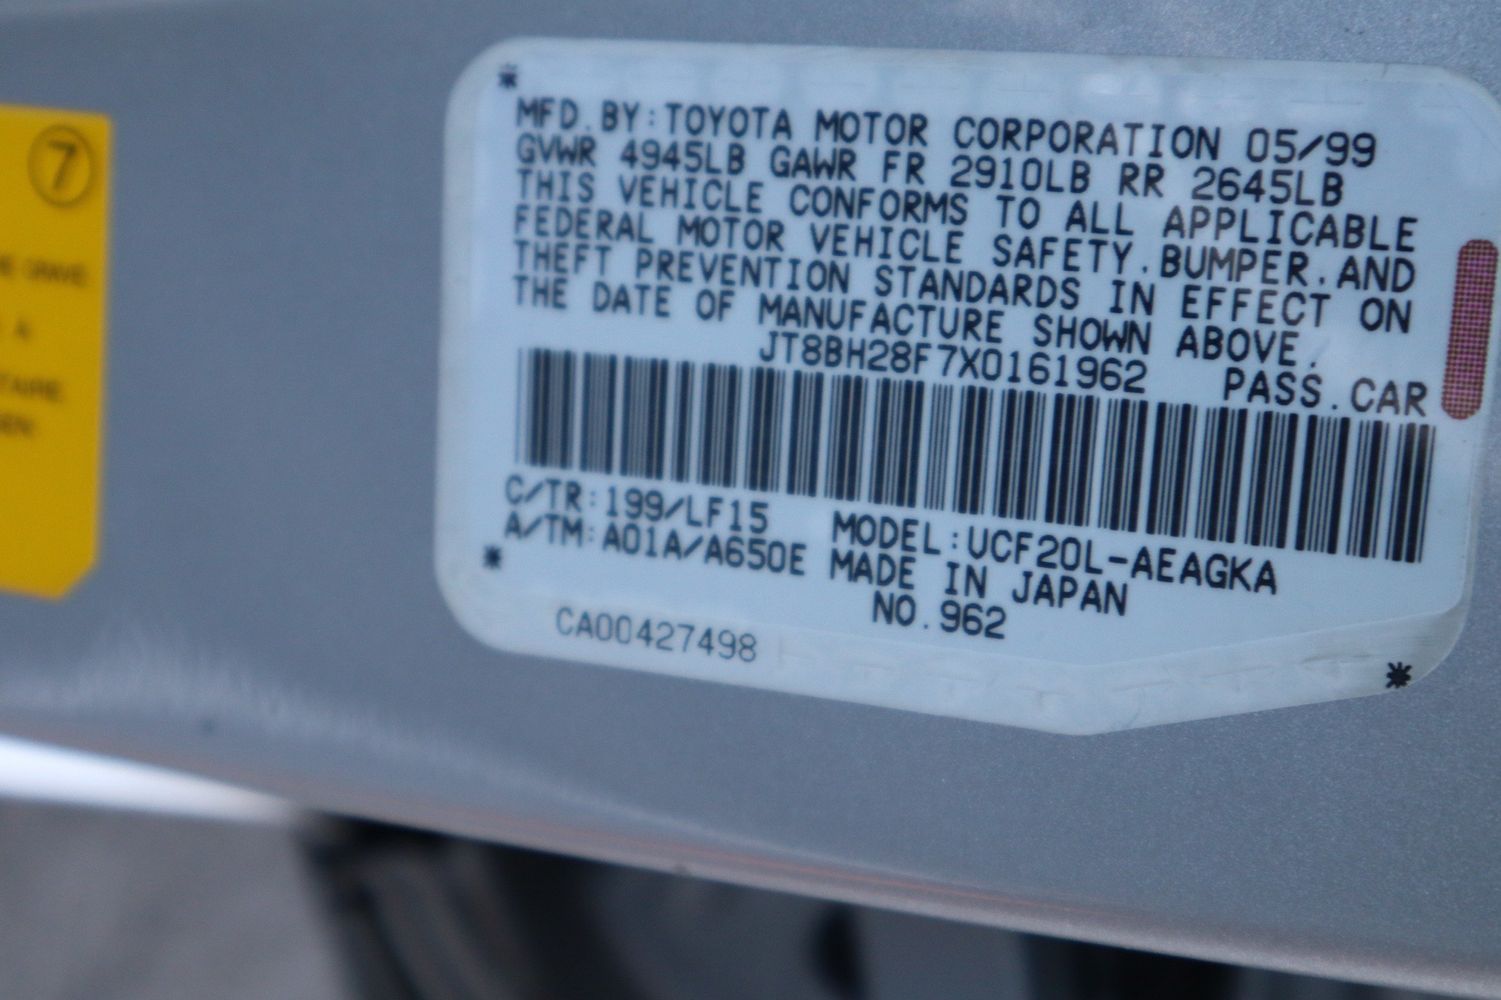 MFD. BY: TOYOTA MOTOR CORPORATION 05/99
GVWR 4945LB GAWR FR 2910LB RR 2645LB
THIS VEHICLE CONFORMS TO ALL APPLICABLE
FEDERAL MOTOR VEHICLE SAFETY, BUMPER, AND
THEFT PREVENTION STANDARDS IN EFFECT ON
THE DATE OF MANUFACTURE SHOWN ABOVE.
JT8BH28F7X0161962 PASS. CAR
C/TR: 199/LF15 MODEL: UCF20L-AEAGKA
A/TM: A01A/A650E MADE IN JAPAN
NO. 962
CA00427498
7
A